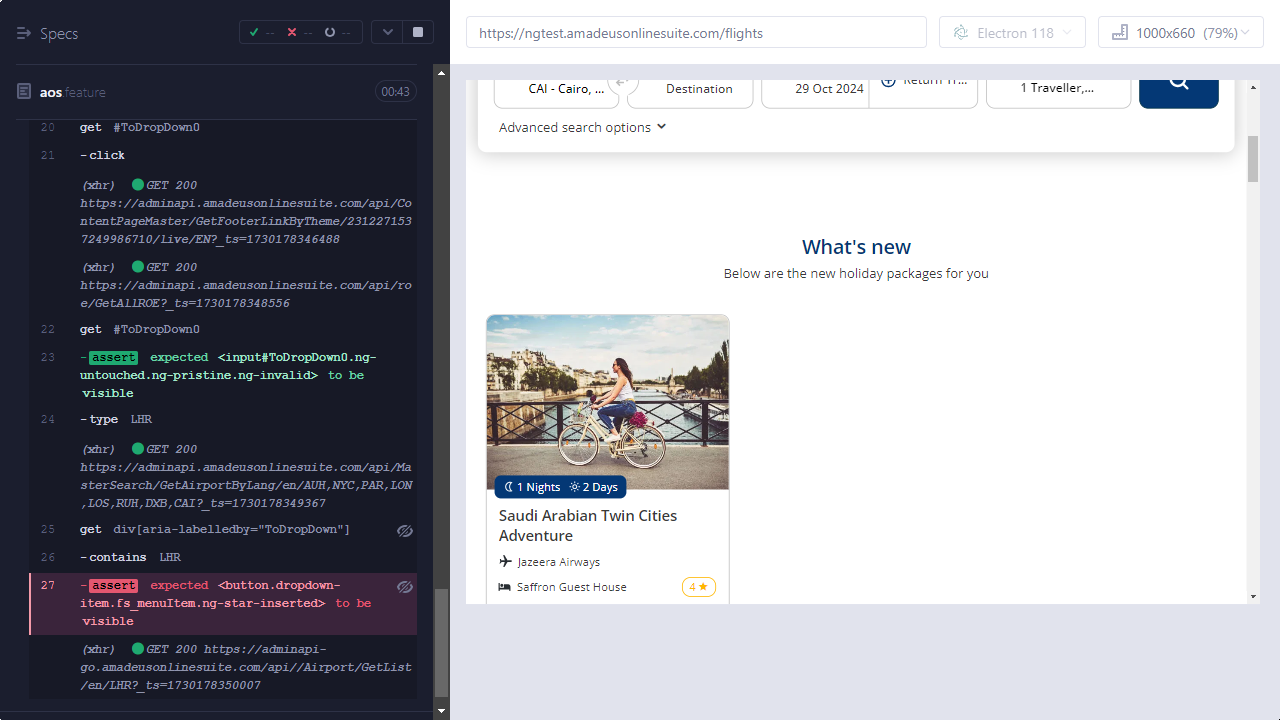 Specs
--
--
--
https://ngtest.amadeusonlinesuite.com/flights
Electron 118
1000x660 (79%)
aos.feature
00:43
20 get #ToDropDown0
21 -click
(xhr) GET 200
https://adminapi.amadeusonlinesuite.com/api/Co
ntentPageMaster/GetFooterLinkByTheme/231227153
7249986710/live/EN?_ts=1730178346488
(xhr) GET 200
https://adminapi.amadeusonlinesuite.com/api/ro
e/GetAllROE?_ts=1730178348556
22 get #ToDropDown0
23 -assert expected <input#ToDropDown0.ng-
untouched.ng-pristine.ng-invalid> to be
visible
24 -type LHR
(xhr) GET 200
https://adminapi.amadeusonlinesuite.com/api/Ma
sterSearch/GetAirportByLang/en/AUH,NYC,PAR,LON
,LOS,RUH,DXB,CAI?_ts=1730178349367
25 get div[aria-labelledby="ToDropDown"]
26 -contains LHR
27 -assert expected <button.dropdown-
item.fs_menuItem.ng-star-inserted> to be
visible
(xhr) GET 200 https://adminapi-
go.amadeusonlinesuite.com/api//Airport/GetList
/en/LHR?_ts=1730178350007
CAI - Cairo, ...
Destination
29 Oct 2024
Return Tr...
1 Traveller,...
Advanced search options
What's new
Below are the new holiday packages for you
1 Nights 2 Days
Saudi Arabian Twin Cities
Adventure
Jazeera Airways
Saffron Guest House
4